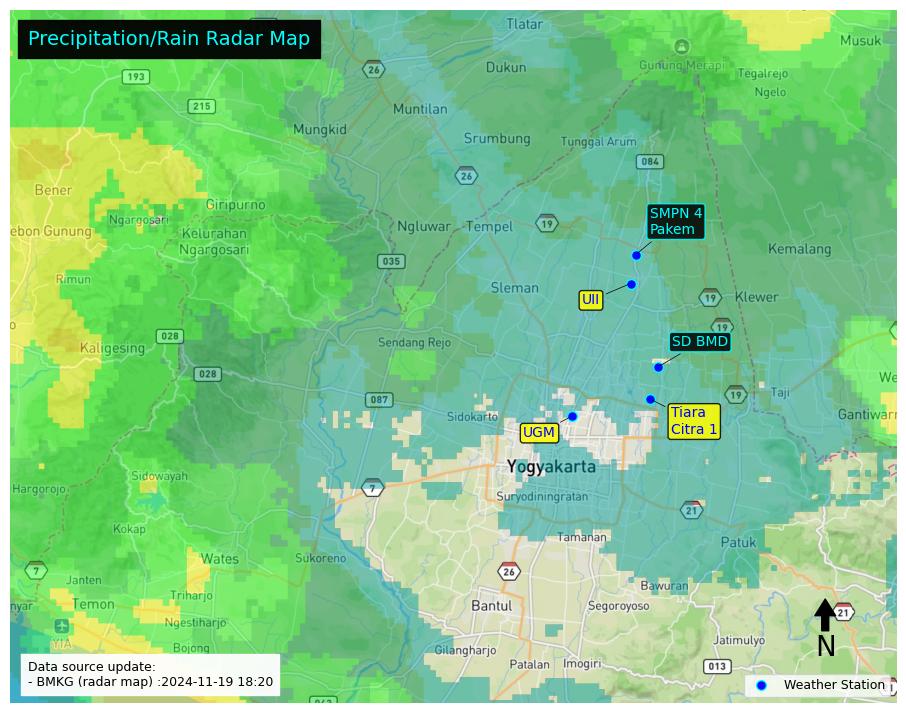 Precipitation/Rain Radar Map
Tlatar
Musuk
Gunung Merapi
26
Dukun
Tegalrejo
193
Ngelo
215
Muntilan
Mungkid
Srumbung
Tunggal Arum
084
26
Bener
Giripurno
SMPN 4
Pakem
Ngargosari
Ngluwar
Tempel
19
ebon Gunung
Kelurahan
Ngargosari
Kemalang
035
Rimun
Sleman
UII
19
Klewer
19
028
Kaligesing
Sendang Rejo
SD BMD
028
We
087
19
Taji
Sidokarto
Tiara
Citra 1
Gantiwar
UGM
Yogyakarta
Sidowayah
7
Hargorojo
Suryodiningratan
21
Kokap
Tamanan
Patuk
Wates
Sukoreno
7
26
Janten
Bawuran
Triharjo
nyar
Temon
Bantul
Segoroyoso
21
Ngestiharjo
YIA
Jatimulyo
N
Bojong
Gilangharjo
Patalan
Imogiri
013
Data source update:
- BMKG (radar map) :2024-11-19 18:20
Weather Station